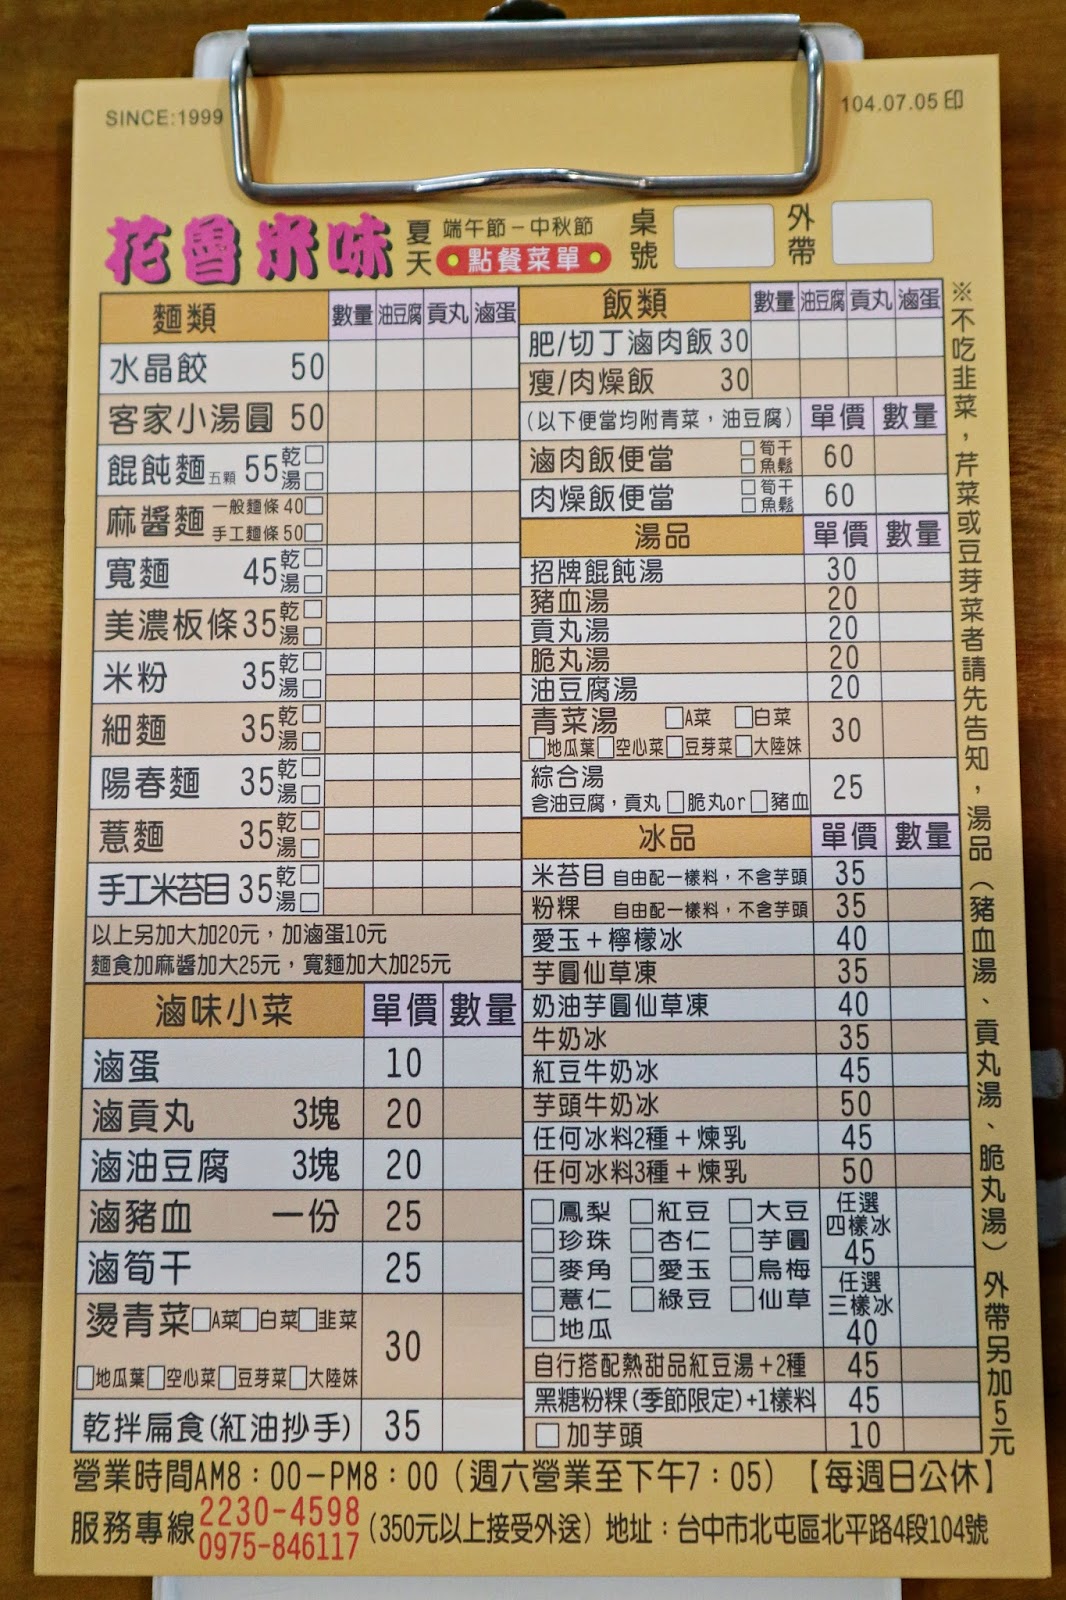 SINCE:1999
104.07.05印
花魯米味
夏天 端午節－中秋節
點餐菜單
桌號
外帶
麵類 數量 油豆腐 貢丸 滷蛋
水晶餃 50
客家小湯圓 50
餛飩麵 五顆 55 乾□ 湯□
麻醬麵 一般麵條 40□ 手工麵條 50□
寬麵 45 乾□ 湯□
美濃板條 35 乾□ 湯□
米粉 35 乾□ 湯□
細麵 35 乾□ 湯□
陽春麵 35 乾□ 湯□
薏麵 35 乾□ 湯□
手工米苔目 35 乾□ 湯□
以上另加大加20元，加滷蛋10元
麵食加麻醬加大25元，寬麵加大加25元
滷味小菜 單價 數量
滷蛋 10
滷貢丸 3塊 20
滷油豆腐 3塊 20
滷豬血 一份 25
滷筍干 25
燙青菜 □A菜 □白菜 □韭菜 30
□地瓜葉 □空心菜 □豆芽菜 □大陸妹
乾拌扁食(紅油抄手) 35
飯類 數量 油豆腐 貢丸 滷蛋
肥/切丁滷肉飯 30
瘦/肉燥飯 30
(以下便當均附青菜，油豆腐) 單價 數量
滷肉飯便當 □筍干 □魚鬆 60
肉燥飯便當 □筍干 □魚鬆 60
湯品 單價 數量
招牌餛飩湯 30
豬血湯 20
貢丸湯 20
脆丸湯 20
油豆腐湯 20
青菜湯 □A菜 □白菜 30
□地瓜葉 □空心菜 □豆芽菜 □大陸妹
綜合湯 25
含油豆腐，貢丸 □脆丸or □豬血
冰品 單價 數量
米苔目 自由配一樣料，不含芋頭 35
粉粿 自由配一樣料，不含芋頭 35
愛玉＋檸檬冰 40
芋圓仙草凍 35
奶油芋圓仙草凍 40
牛奶冰 35
紅豆牛奶冰 45
芋頭牛奶冰 50
任何冰料2種＋煉乳 45
任何冰料3種＋煉乳 50
□鳳梨 □紅豆 □大豆
□珍珠 □杏仁 □芋圓
□麥角 □愛玉 □烏梅
□薏仁 □綠豆 □仙草
□地瓜
任選四樣冰 45
任選三樣冰 40
自行搭配熱甜品紅豆湯＋2種 45
黑糖粉粿(季節限定)+1樣料 45
□加芋頭 10
※不吃韭菜，芹菜或豆芽菜者請先告知，湯品（豬血湯、貢丸湯、脆丸湯）外帶另加5元
營業時間AM8：00－PM8：00（週六營業至下午7：05）【每週日公休】
服務專線 2230-4598 0975-846117（350元以上接受外送）地址：台中市北屯區北平路4段104號